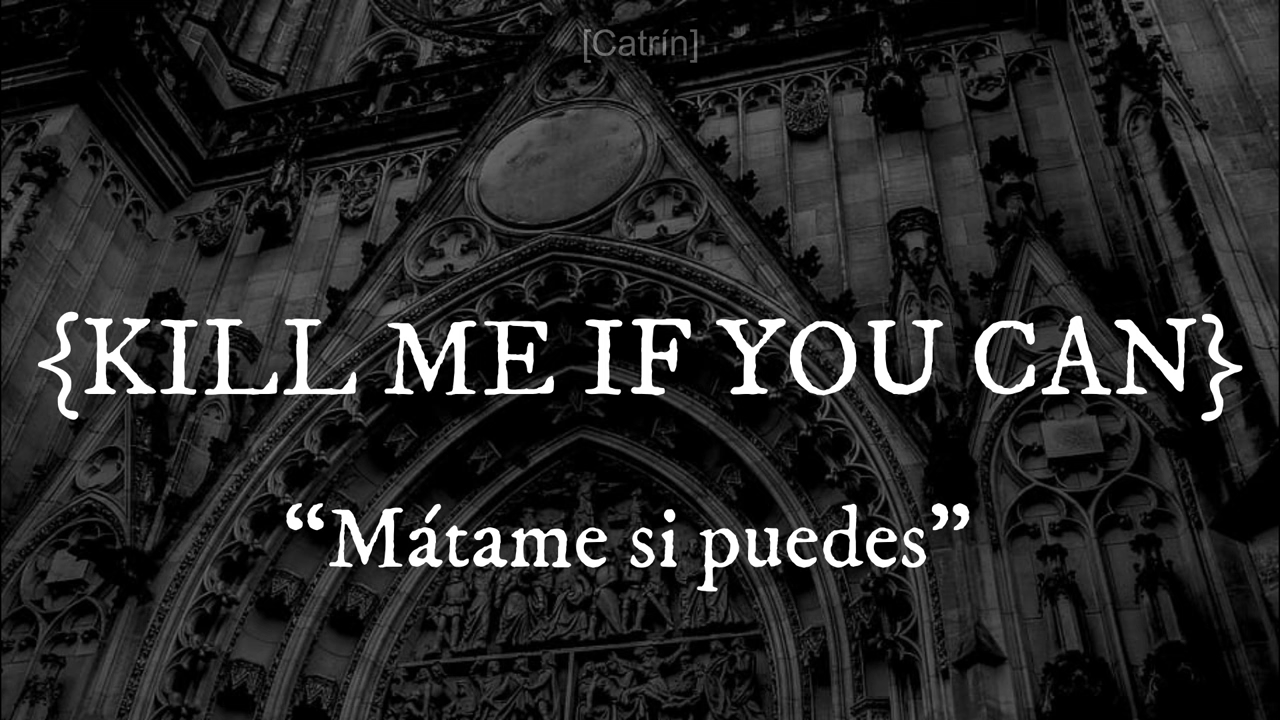 [Catrín]
{KILL ME IF YOU CAN}
“Mátame si puedes”